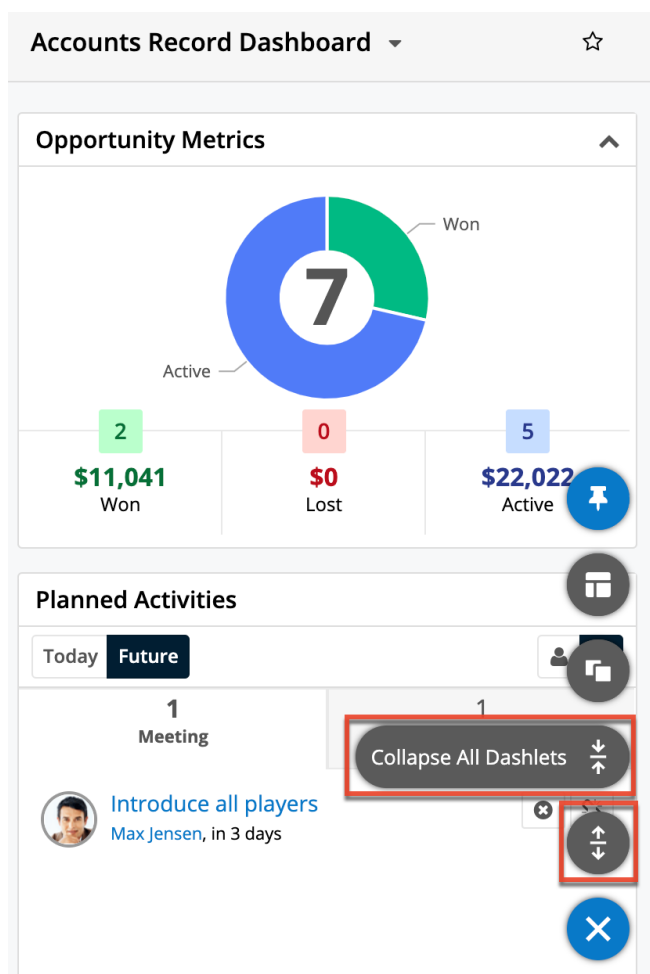 Accounts Record Dashboard
Opportunity Metrics
Won
7
Active
2
0
5
$11,041
$0
$22,022
Won
Lost
Active
Planned Activities
Today
Future
1
1
Meeting
Collapse All Dashlets
Introduce all players
Max Jensen, in 3 days